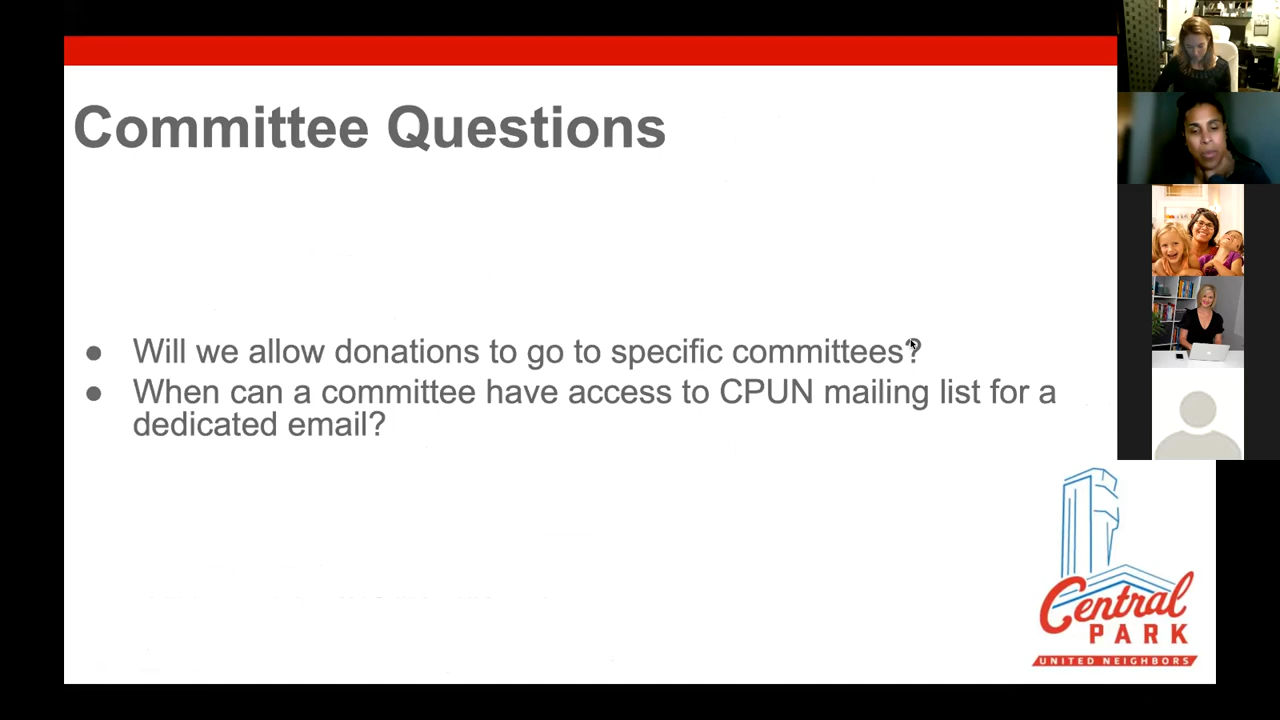 Committee Questions
● Will we allow donations to go to specific committees?
● When can a committee have access to CPUN mailing list for a
dedicated email?
Central
PARK
UNITED NEIGHBORS